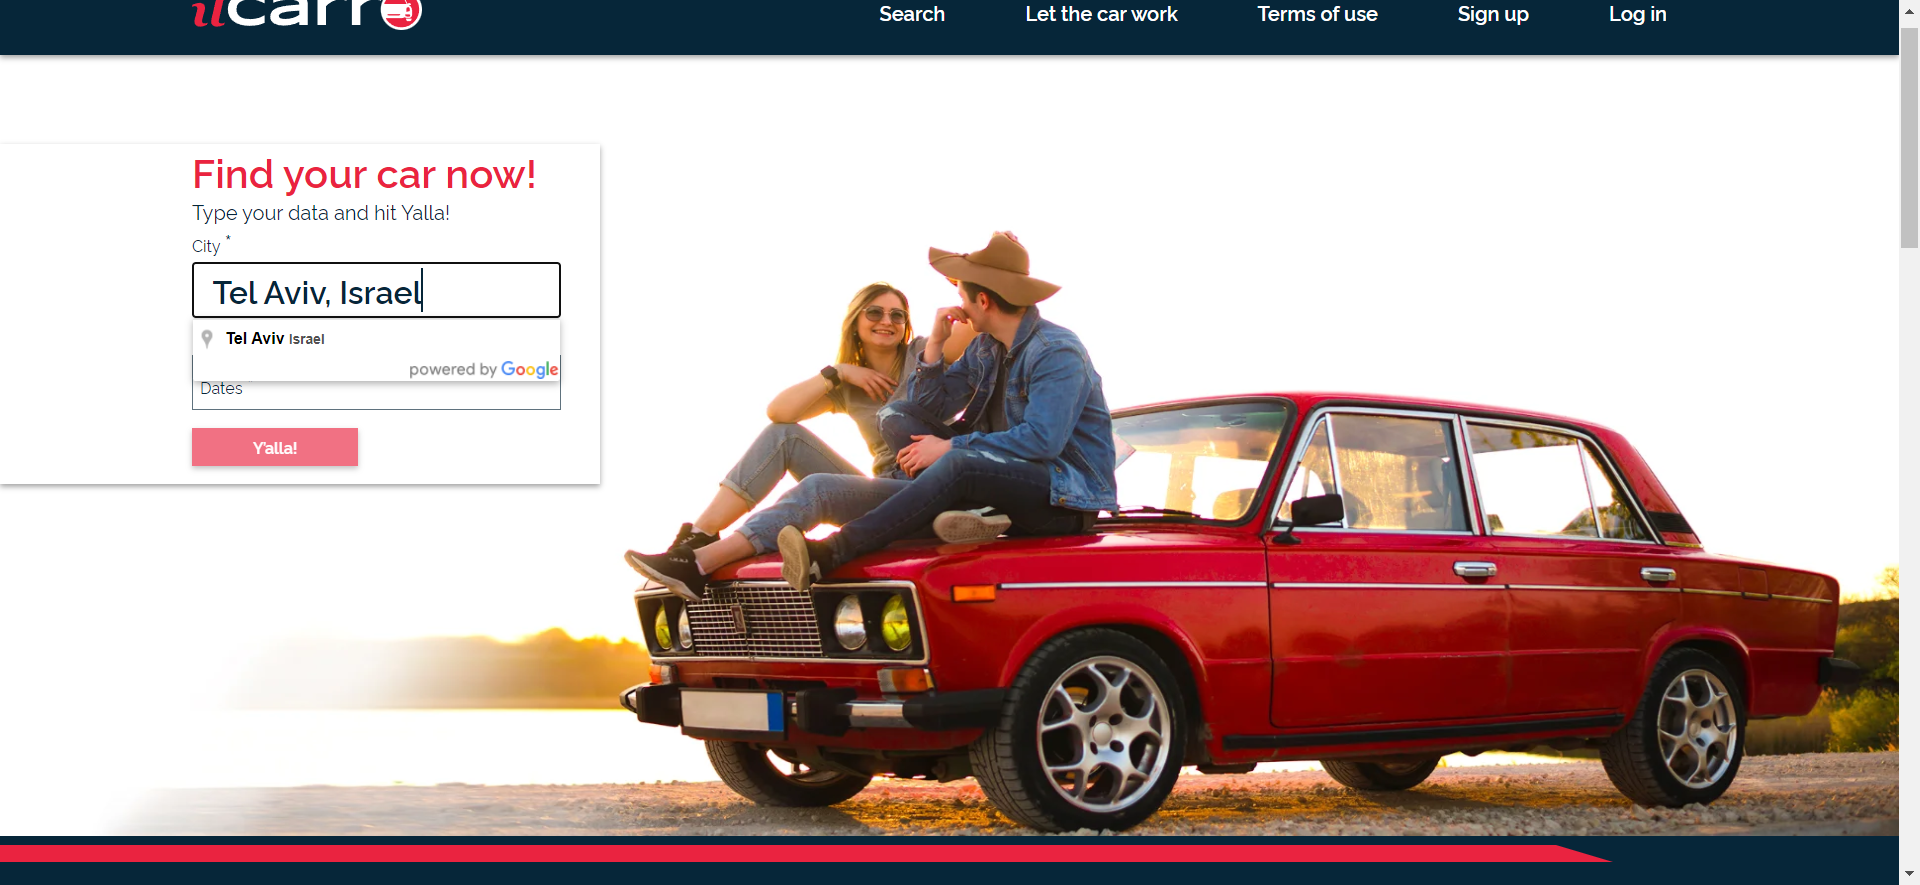 ilcarro
Search
Let the car work
Terms of use
Sign up
Log in
Find your car now!
Type your data and hit Yalla!
City *
Tel Aviv, Israel
Tel Aviv Israel
powered by Google
Dates
Y'alla!